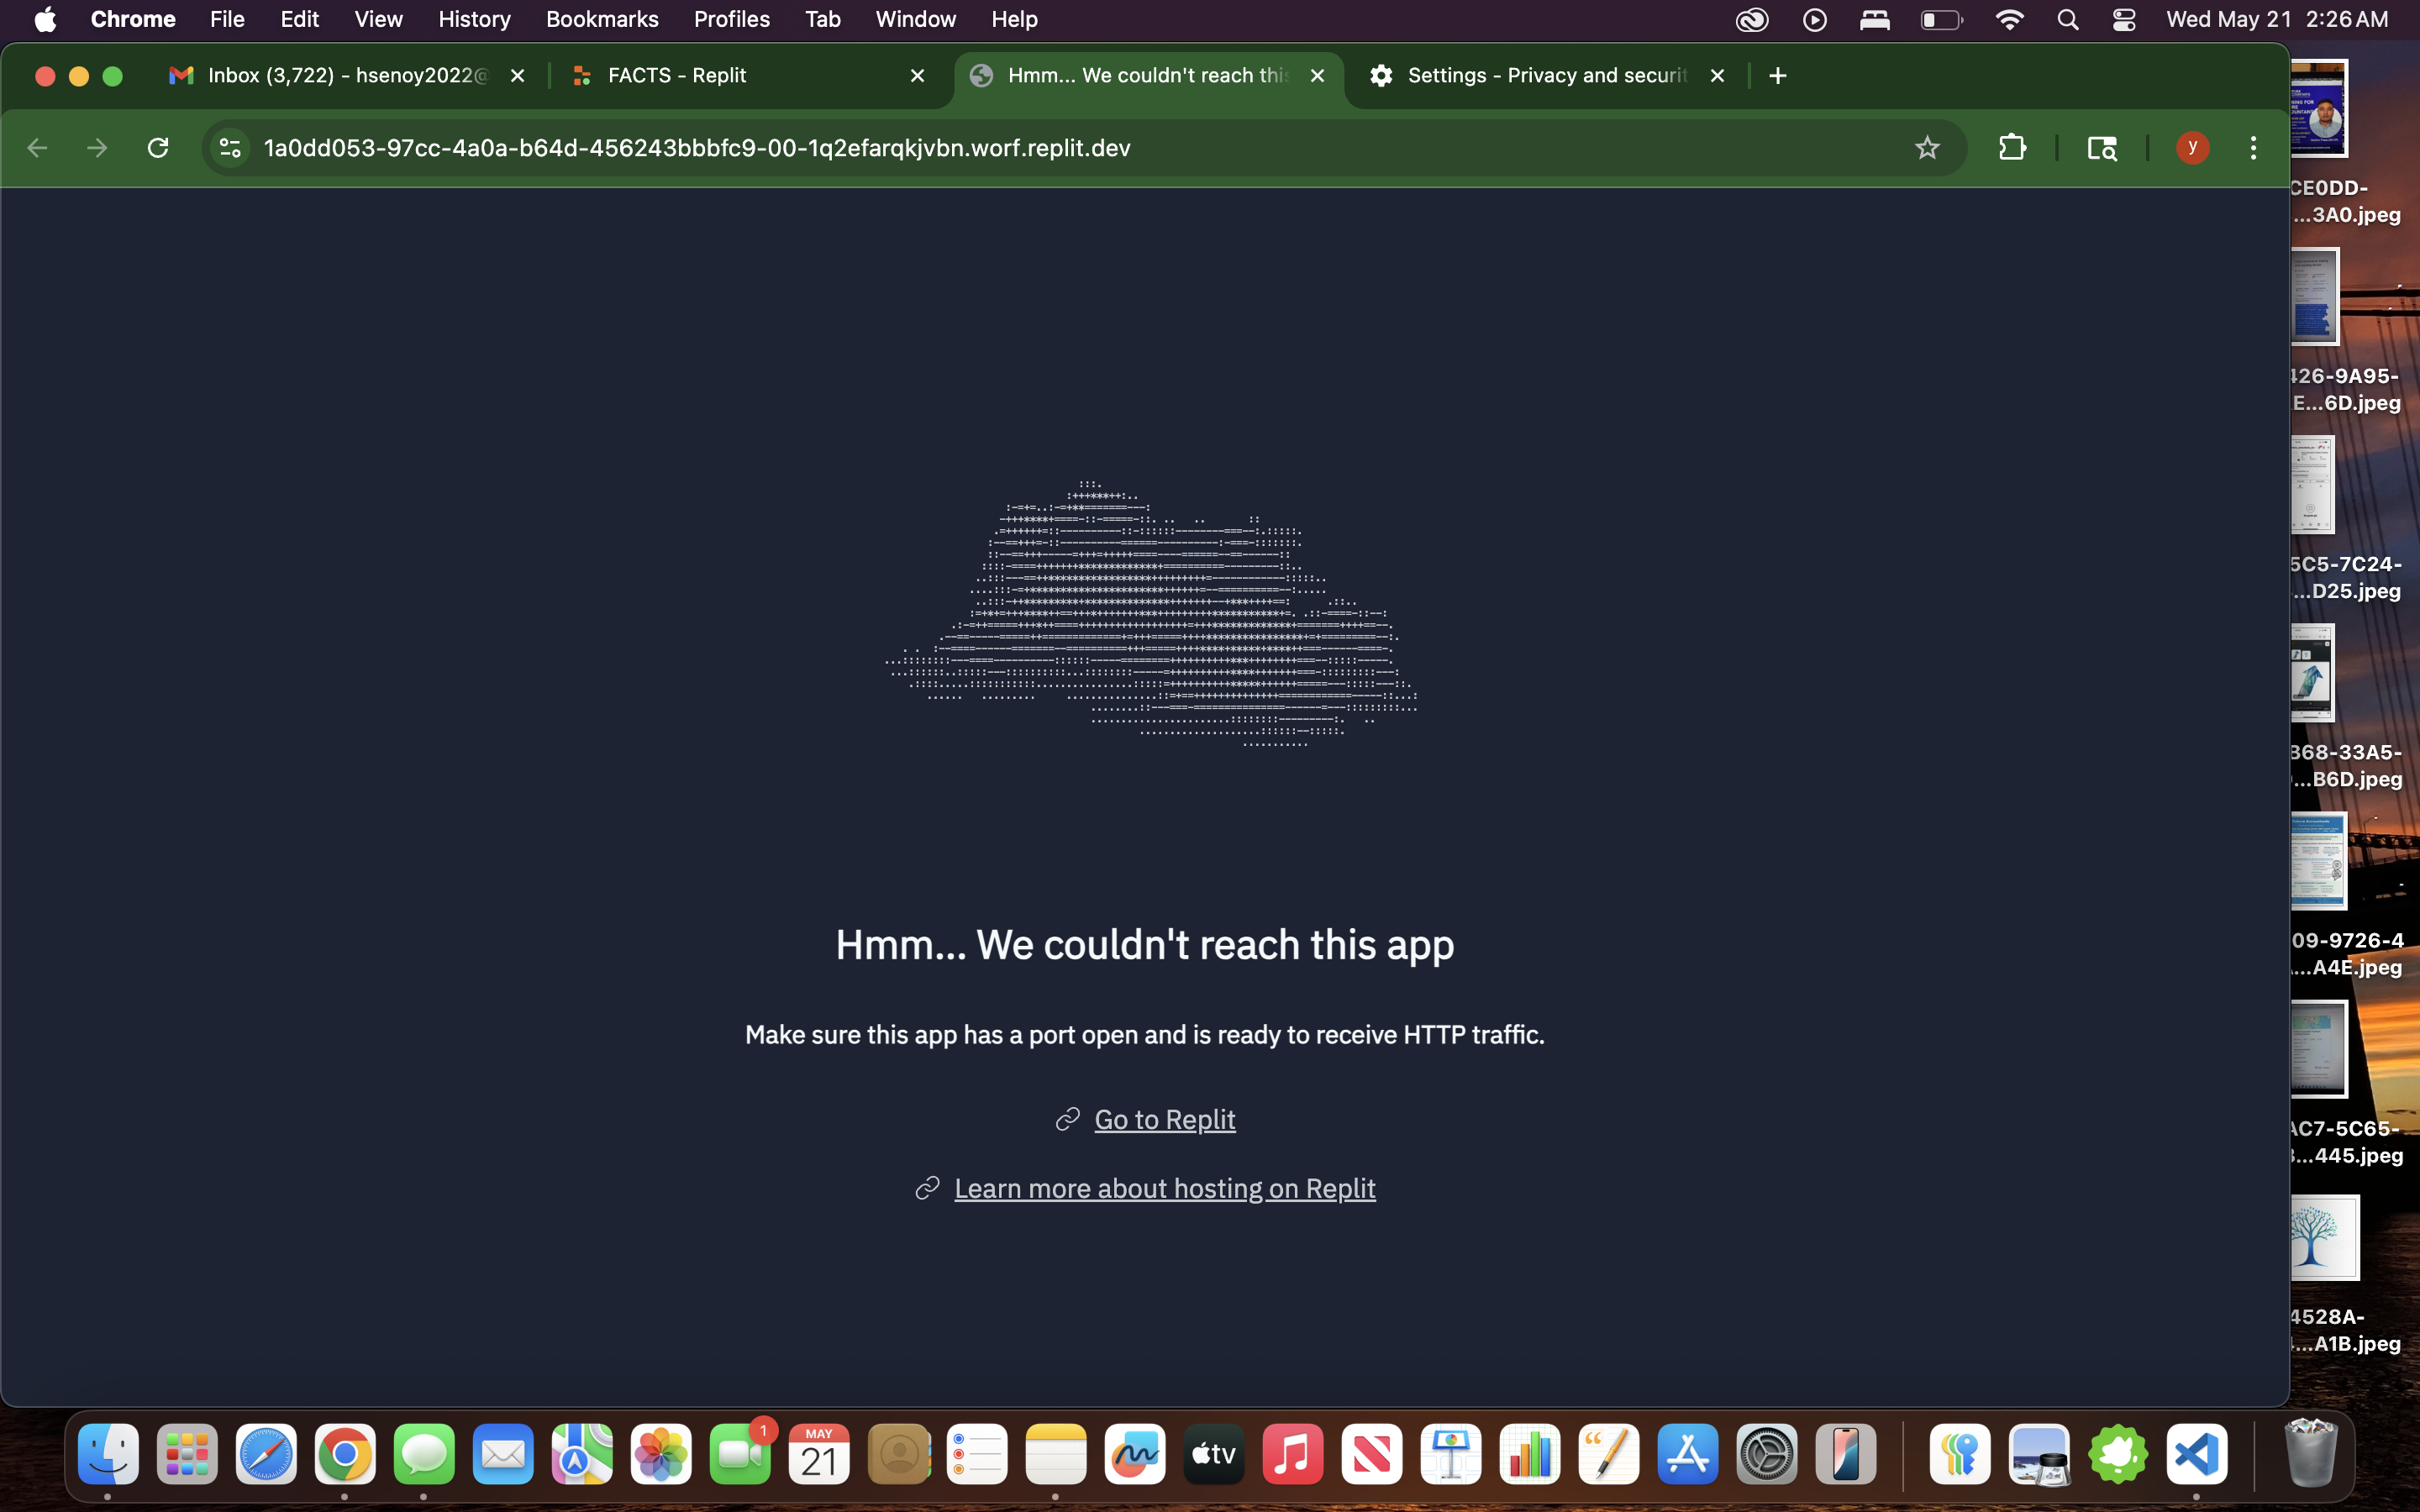 Chrome File Edit View History Bookmarks Profiles Tab Window Help Wed May 21 2:26 AM
Inbox (3,722) - hsenoy2022@ FACTS - Replit Hmm... We couldn't reach this Settings - Privacy and securit
1a0dd053-97cc-4a0a-b64d-456243bbbfc9-00-1q2efarqkjvbn.worf.replit.dev y
CE0DD-
...3A0.jpeg
426-9A95-
E...6D.jpeg
5C5-7C24-
...D25.jpeg
B68-33A5-
...B6D.jpeg
09-9726-4
...A4E.jpeg
AC7-5C65-
...445.jpeg
4528A-
...A1B.jpeg
Hmm... We couldn't reach this app
Make sure this app has a port open and is ready to receive HTTP traffic.
Go to Replit
Learn more about hosting on Replit
1
MAY
21
tv